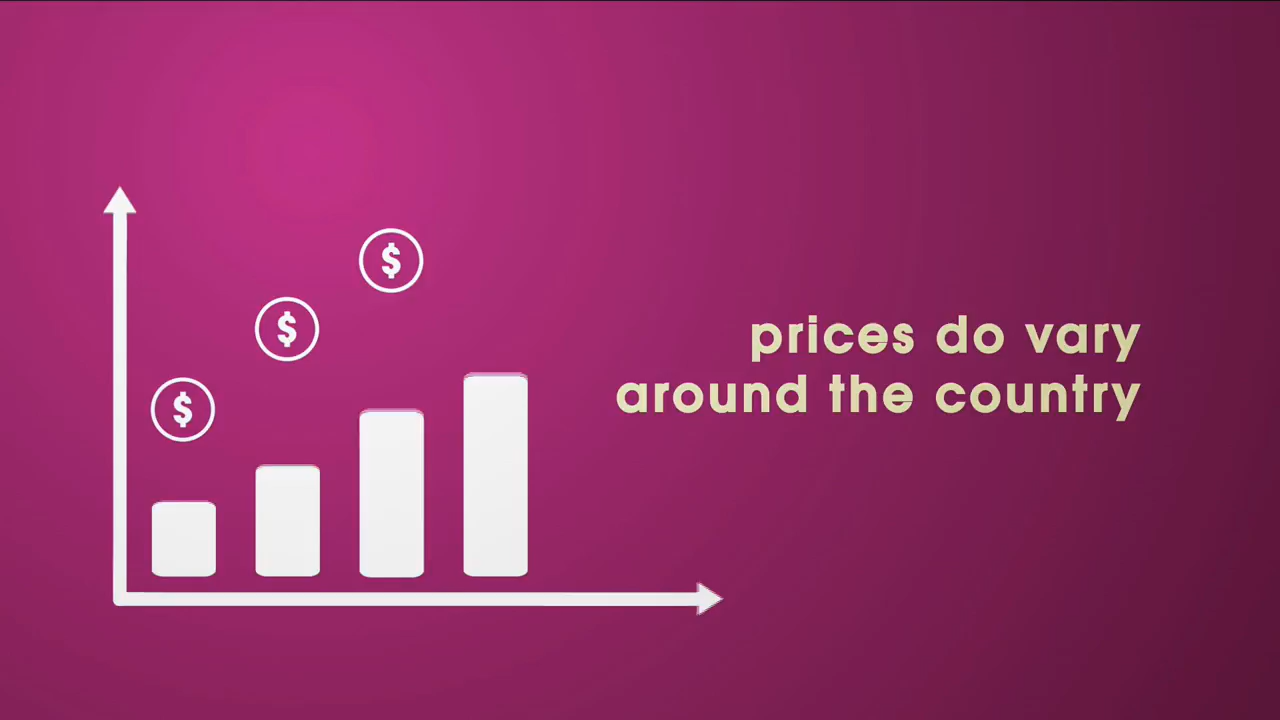 $
$
$
prices do vary
around the country